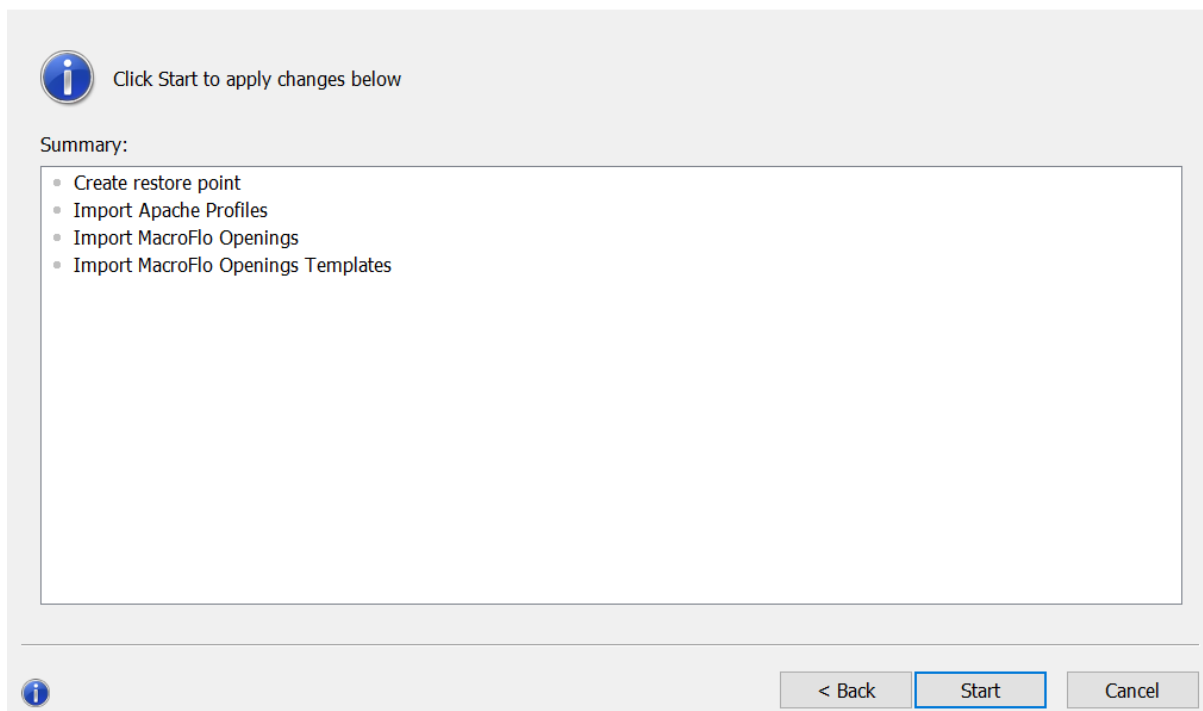 Click Start to apply changes below
Summary:
Create restore point
Import Apache Profiles
Import MacroFlo Openings
Import MacroFlo Openings Templates
< Back Start Cancel